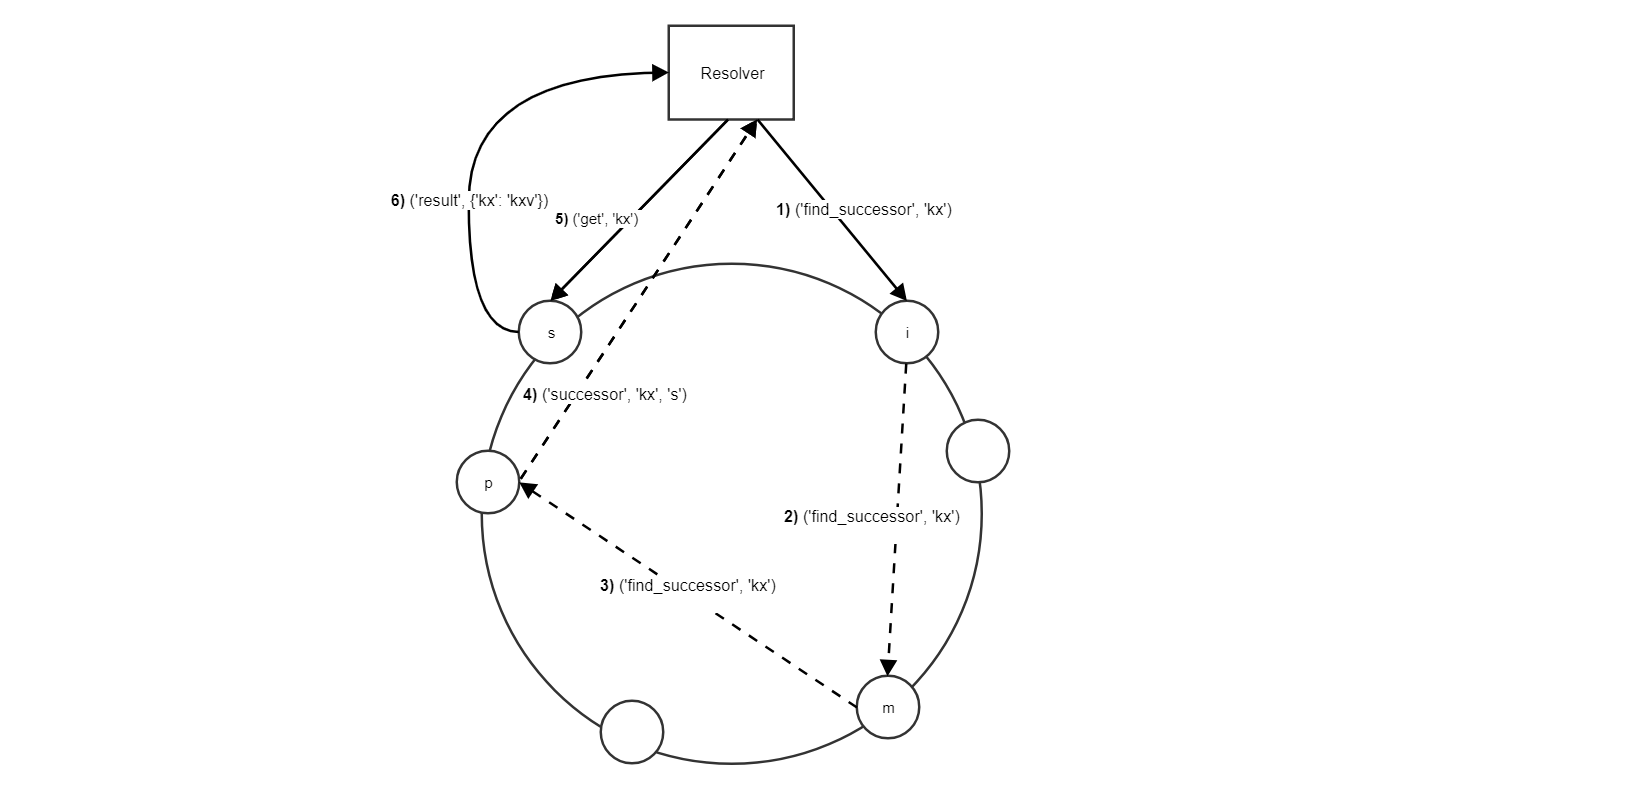 Resolver
6) ('result', {'kx': 'kxv'})
5) ('get', 'kx')
1) ('find_successor', 'kx')
s
i
4) ('successor', 'kx', 's')
p
2) ('find_successor', 'kx')
3) ('find_successor', 'kx')
m